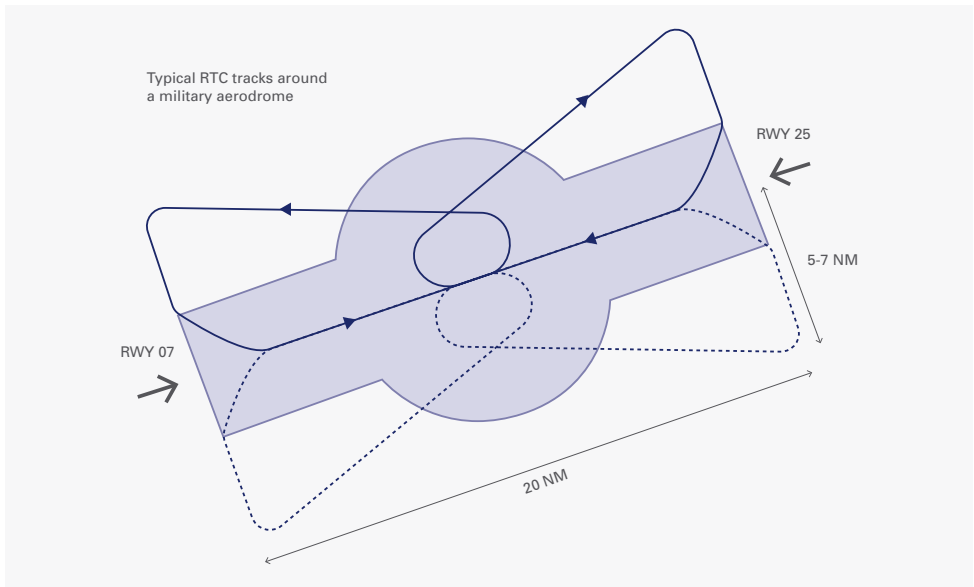 Typical RTC tracks around
a military aerodrome
RWY 25
5-7 NM
RWY 07
20 NM